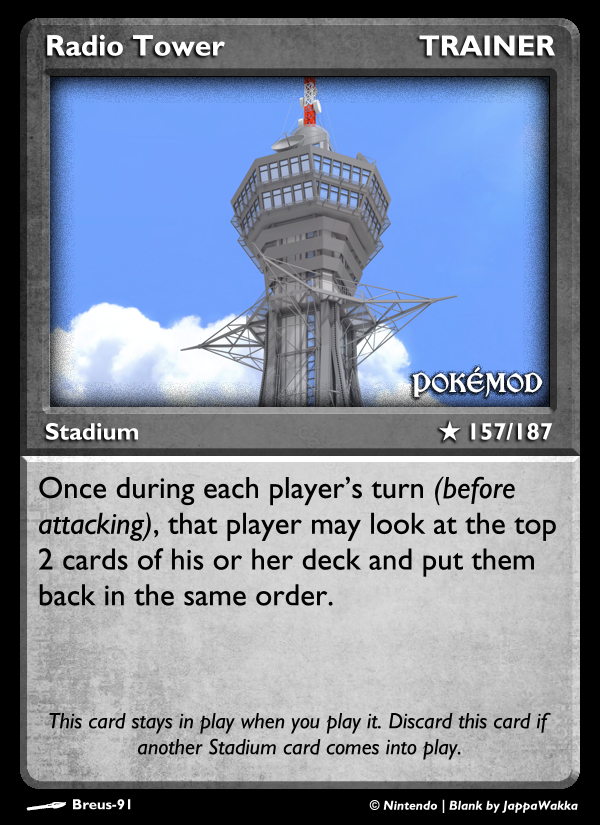 Radio Tower TRAINER
POKÉMOD
Stadium ★ 157/187
Once during each player’s turn (before
attacking), that player may look at the top
2 cards of his or her deck and put them
back in the same order.
This card stays in play when you play it. Discard this card if
another Stadium card comes into play.
Breus-91 © Nintendo | Blank by JappaWakka